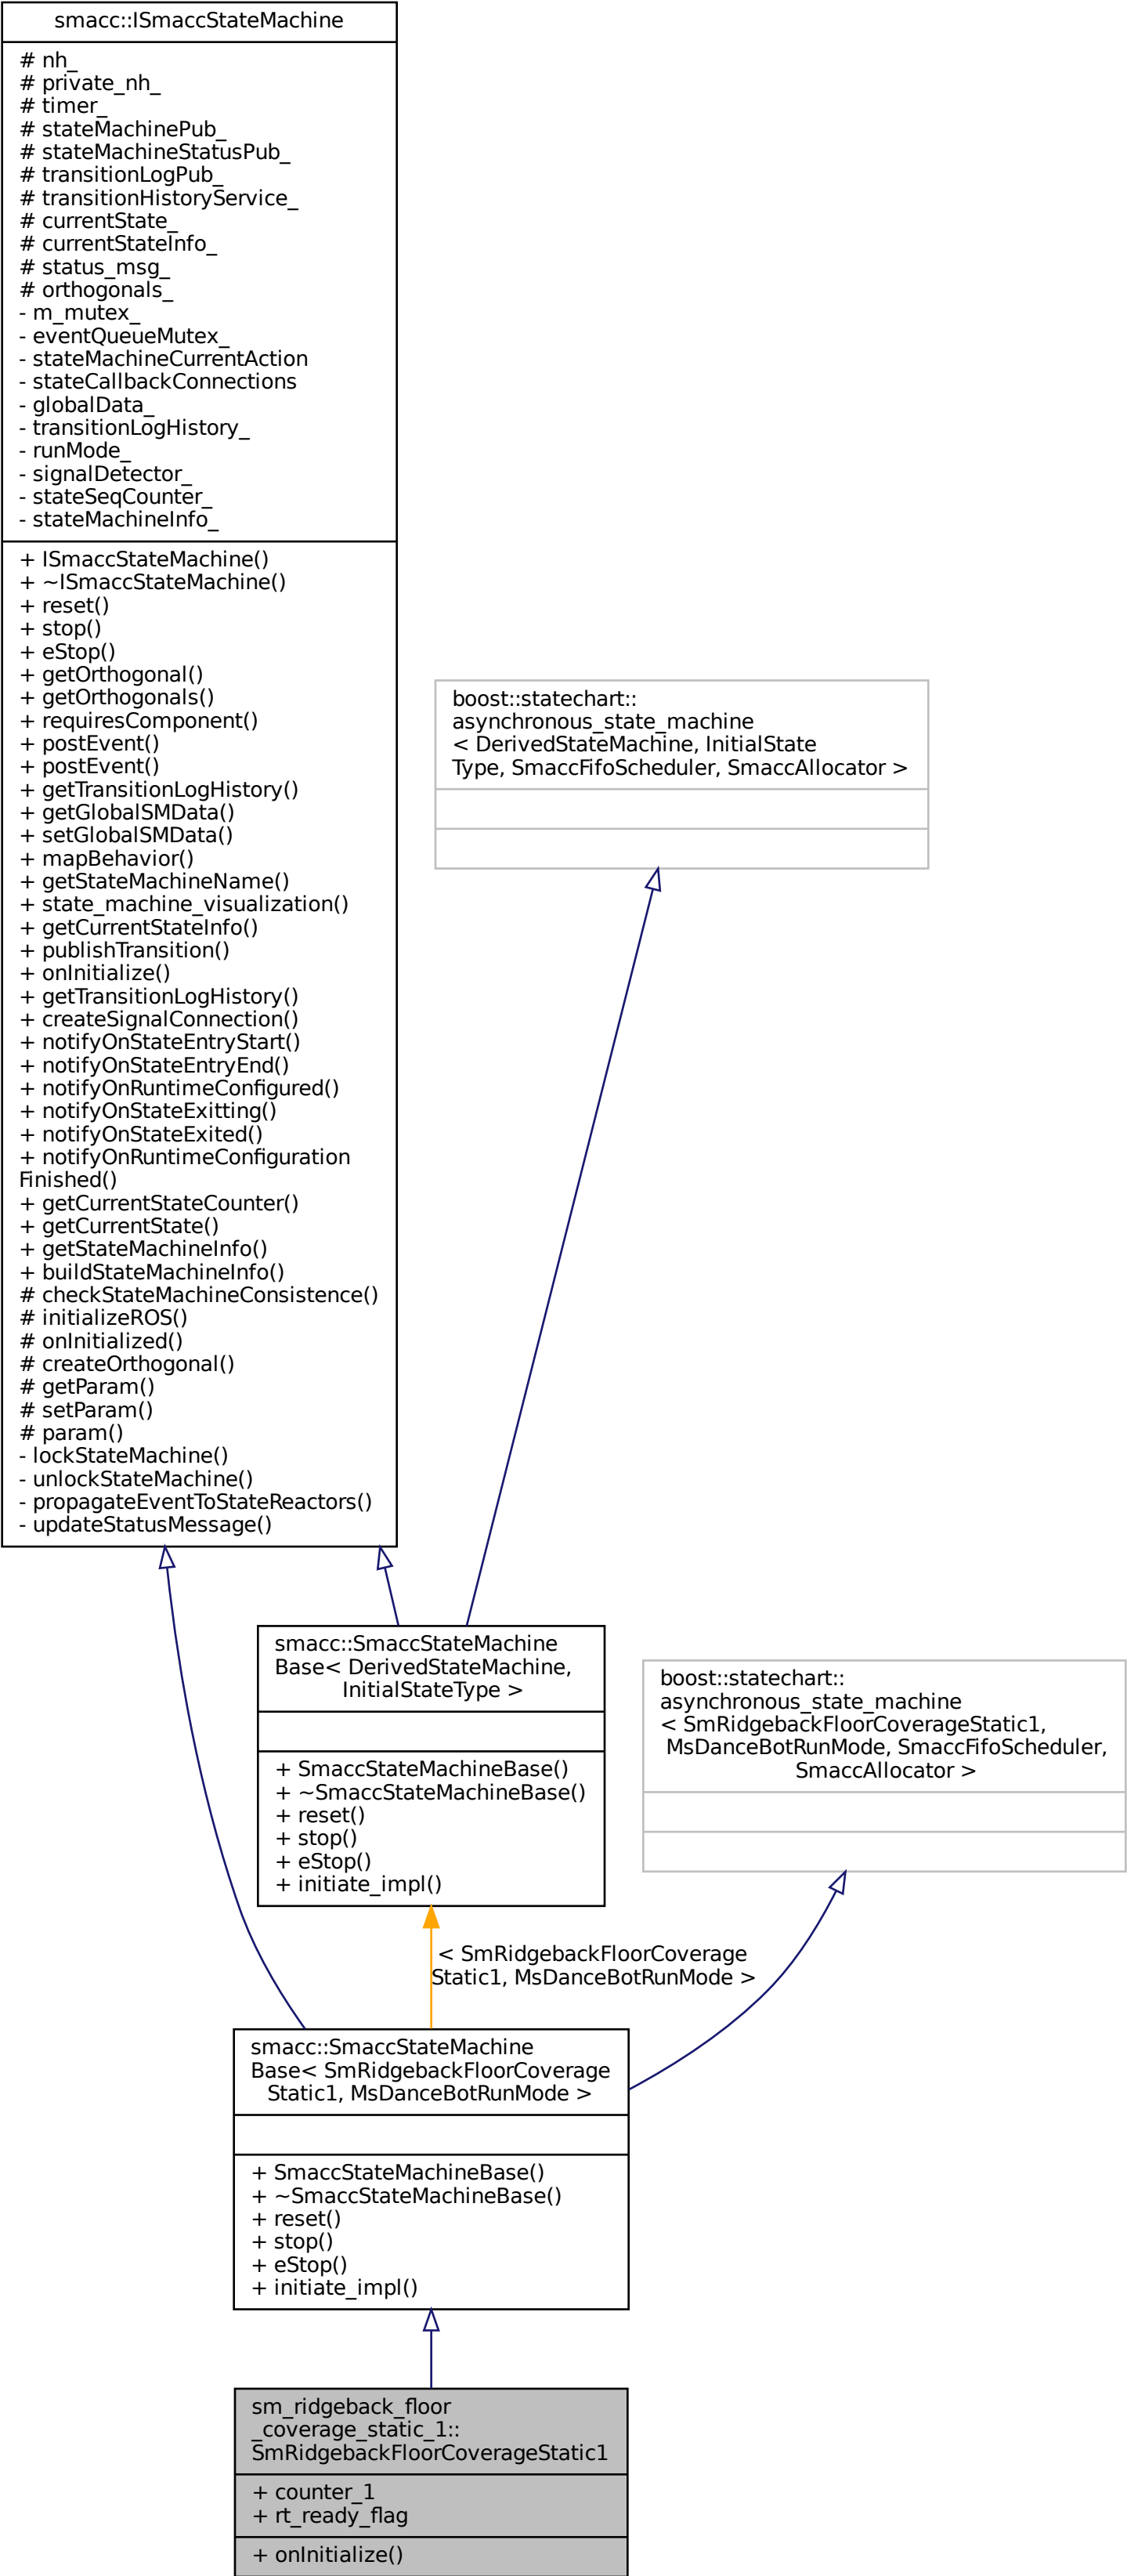 smacc::ISmaccStateMachine
# nh_
# private_nh_
# timer_
# stateMachinePub_
# stateMachineStatusPub_
# transitionLogPub_
# transitionHistoryService_
# currentState_
# currentStateInfo_
# status_msg_
# orthogonals_
- m_mutex_
- eventQueueMutex_
- stateMachineCurrentAction
- stateCallbackConnections
- globalData_
- transitionLogHistory_
- runMode_
- signalDetector_
- stateSeqCounter_
- stateMachineInfo_
+ ISmaccStateMachine()
+ ~ISmaccStateMachine()
+ reset()
+ stop()
+ eStop()
+ getOrthogonal()
+ getOrthogonals()
+ requiresComponent()
+ postEvent()
+ postEvent()
+ getTransitionLogHistory()
+ getGlobalSMData()
+ setGlobalSMData()
+ mapBehavior()
+ getStateMachineName()
+ state_machine_visualization()
+ getCurrentStateInfo()
+ publishTransition()
+ onInitialize()
+ getTransitionLogHistory()
+ createSignalConnection()
+ notifyOnStateEntryStart()
+ notifyOnStateEntryEnd()
+ notifyOnRuntimeConfigured()
+ notifyOnStateExitting()
+ notifyOnStateExited()
+ notifyOnRuntimeConfiguration
Finished()
+ getCurrentStateCounter()
+ getCurrentState()
+ getStateMachineInfo()
+ buildStateMachineInfo()
# checkStateMachineConsistence()
# initializeROS()
# onInitialized()
# createOrthogonal()
# getParam()
# setParam()
# param()
- lockStateMachine()
- unlockStateMachine()
- propagateEventToStateReactors()
- updateStatusMessage()
boost::statechart::
asynchronous_state_machine
< DerivedStateMachine, InitialState
Type, SmaccFifoScheduler, SmaccAllocator >
smacc::SmaccStateMachine
Base< DerivedStateMachine,
InitialStateType >
+ SmaccStateMachineBase()
+ ~SmaccStateMachineBase()
+ reset()
+ stop()
+ eStop()
+ initiate_impl()
boost::statechart::
asynchronous_state_machine
< SmRidgebackFloorCoverageStatic1,
MsDanceBotRunMode, SmaccFifoScheduler,
SmaccAllocator >
< SmRidgebackFloorCoverage
Static1, MsDanceBotRunMode >
smacc::SmaccStateMachine
Base< SmRidgebackFloorCoverage
Static1, MsDanceBotRunMode >
+ SmaccStateMachineBase()
+ ~SmaccStateMachineBase()
+ reset()
+ stop()
+ eStop()
+ initiate_impl()
sm_ridgeback_floor
_coverage_static_1::
SmRidgebackFloorCoverageStatic1
+ counter_1
+ rt_ready_flag
+ onInitialize()